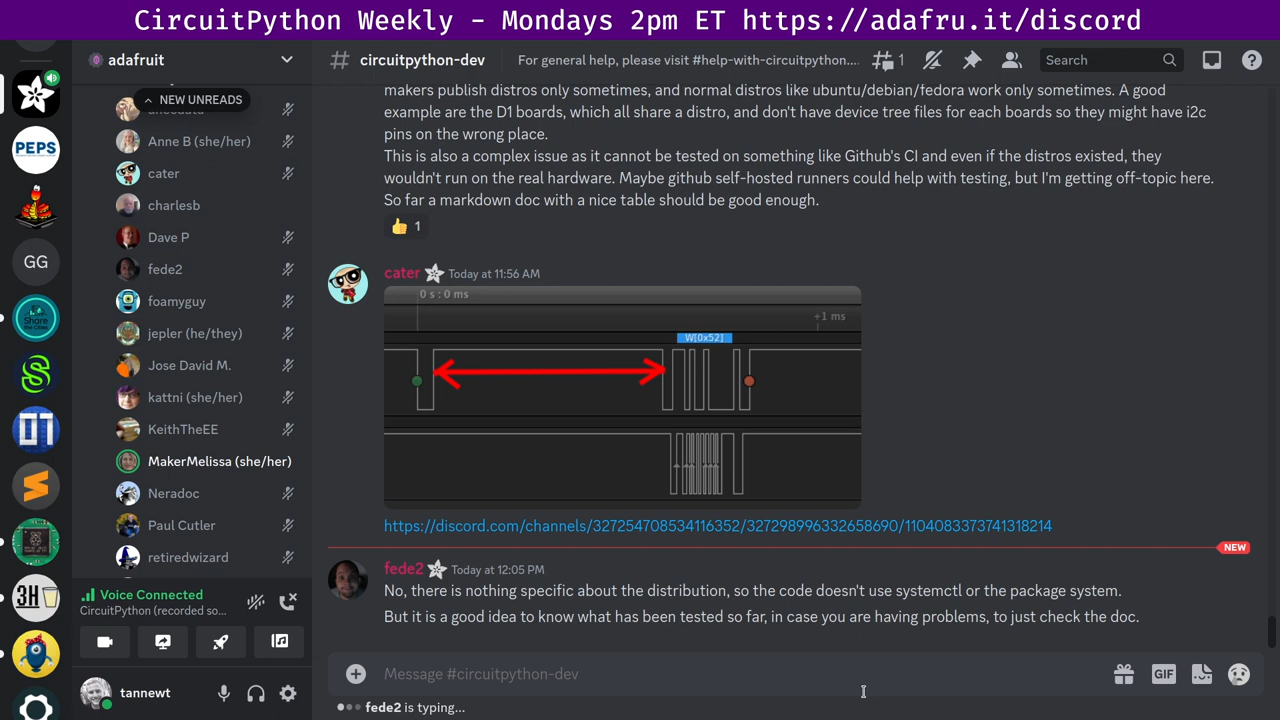 CircuitPython Weekly - Mondays 2pm ET https://adafru.it/discord
adafruit
# circuitpython-dev
For general help, please visit #help-with-circuitpython....
1
Search
NEW UNREADS
Anne B (she/her)
cater
charlesb
Dave P
fede2
foamyguy
jepler (he/they)
Jose David M.
kattni (she/her)
KeithTheEE
MakerMelissa (she/her)
Neradoc
Paul Cutler
retiredwizard
PEPS
GG
Share the Class
01
3H
Voice Connected
CircuitPython (recorded so...
tannewt
makers publish distros only sometimes, and normal distros like ubuntu/debian/fedora work only sometimes. A good
example are the D1 boards, which all share a distro, and don't have device tree files for each boards so they might have i2c
pins on the wrong place.
This is also a complex issue as it cannot be tested on something like Github's CI and even if the distros existed, they
wouldn't run on the real hardware. Maybe github self-hosted runners could help with testing, but I'm getting off-topic here.
So far a markdown doc with a nice table should be good enough.
👍 1
cater Today at 11:56 AM
0 s : 0 ms
+1 ms
W[0x52]
https://discord.com/channels/327254708534116352/327298996332658690/1104083373741318214
NEW
fede2 Today at 12:05 PM
No, there is nothing specific about the distribution, so the code doesn't use systemctl or the package system.
But it is a good idea to know what has been tested so far, in case you are having problems, to just check the doc.
Message #circuitpython-dev
GIF
fede2 is typing...